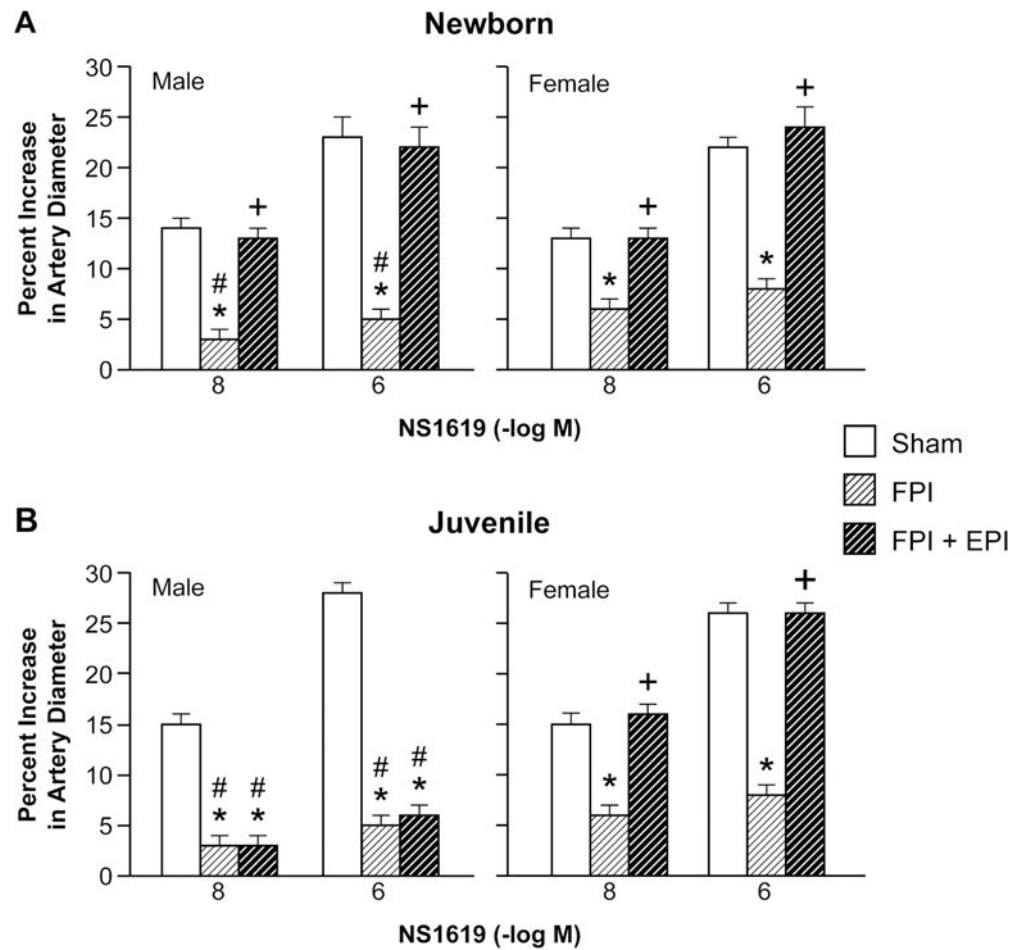 A
Newborn
Percent Increase
in Artery Diameter
30
25
20
15
10
5
0
Male
#
*
+
#
*
+
8
6
Female
*
+
*
+
8
6
NS1619 (-log M)
Sham
FPI
FPI + EPI
B
Juvenile
Percent Increase
in Artery Diameter
30
25
20
15
10
5
0
Male
# #
* *
# #
* *
8
6
Female
*
+
*
+
8
6
NS1619 (-log M)